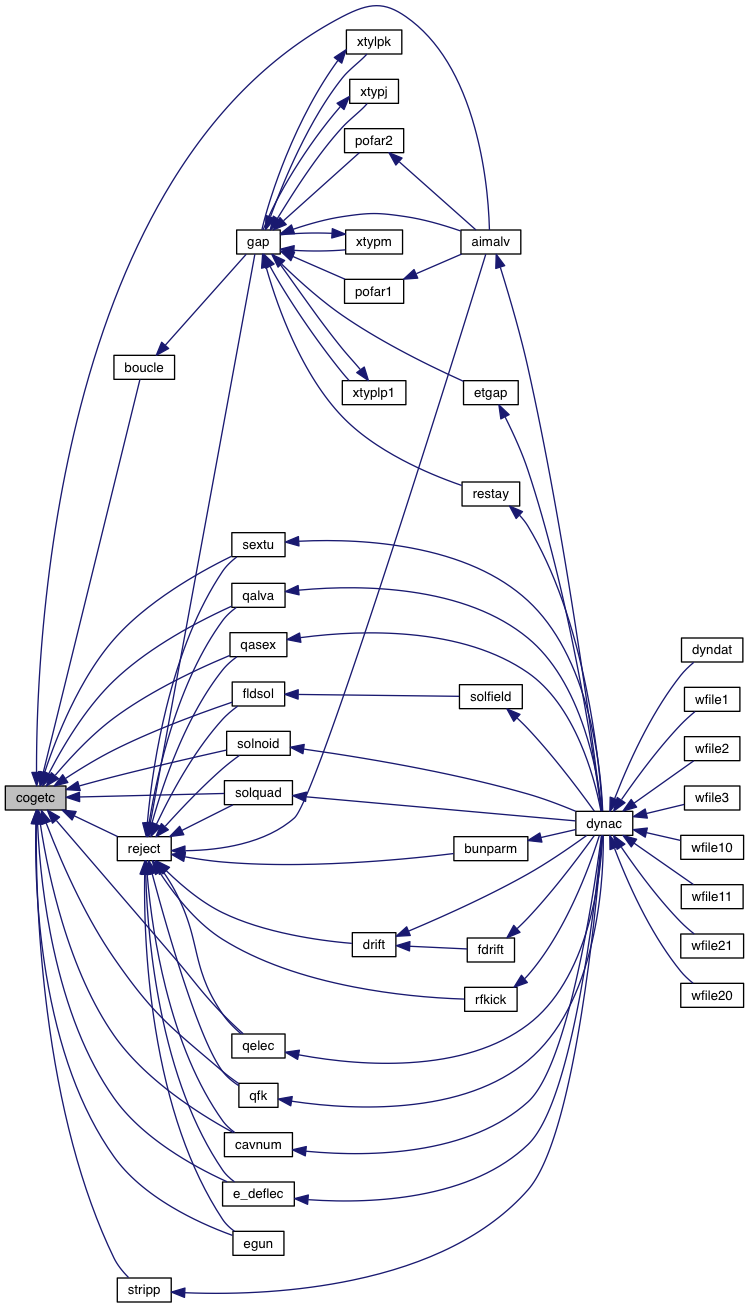 xtylpk
xtypj
pofar2
gap
xtypm
aimalv
pofar1
boucle
xtyplp1
etgap
restay
sextu
qalva
qasex
dyndat
fldsol
solfield
wfile1
solnoid
wfile2
cogetc
solquad
wfile3
dynac
reject
bunparm
wfile10
wfile11
drift
fdrift
wfile21
rfkick
wfile20
qelec
qfk
cavnum
e_deflec
egun
stripp